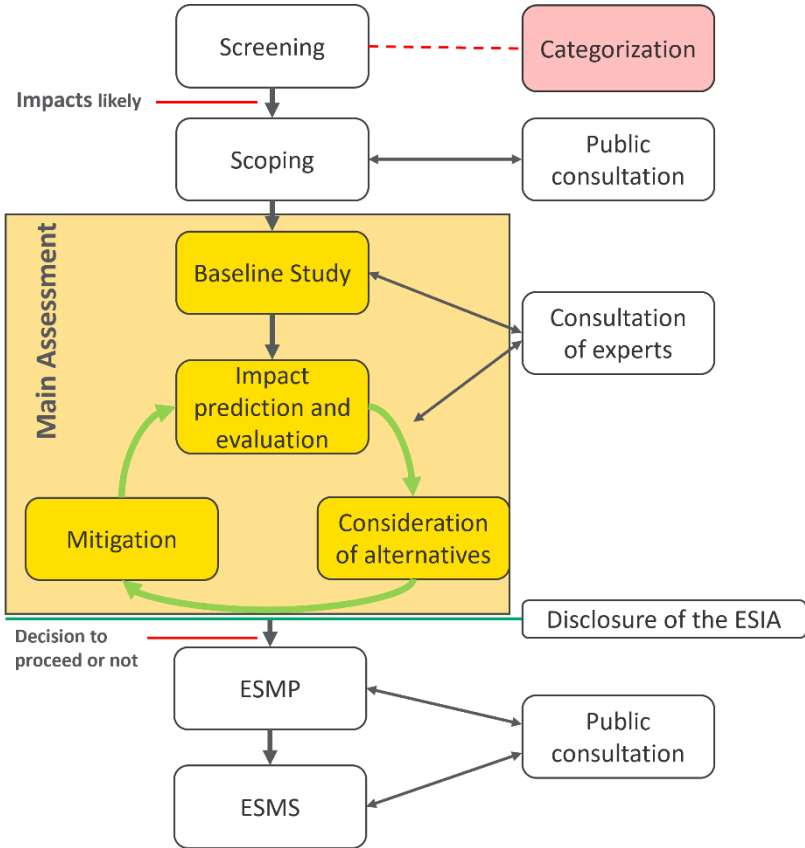 Screening
Categorization
Impacts likely
Scoping
Public
consultation
Main Assessment
Baseline Study
Consultation
of experts
Impact
prediction and
evaluation
Mitigation
Consideration
of alternatives
Disclosure of the ESIA
Decision to
proceed or not
ESMP
Public
consultation
ESMS